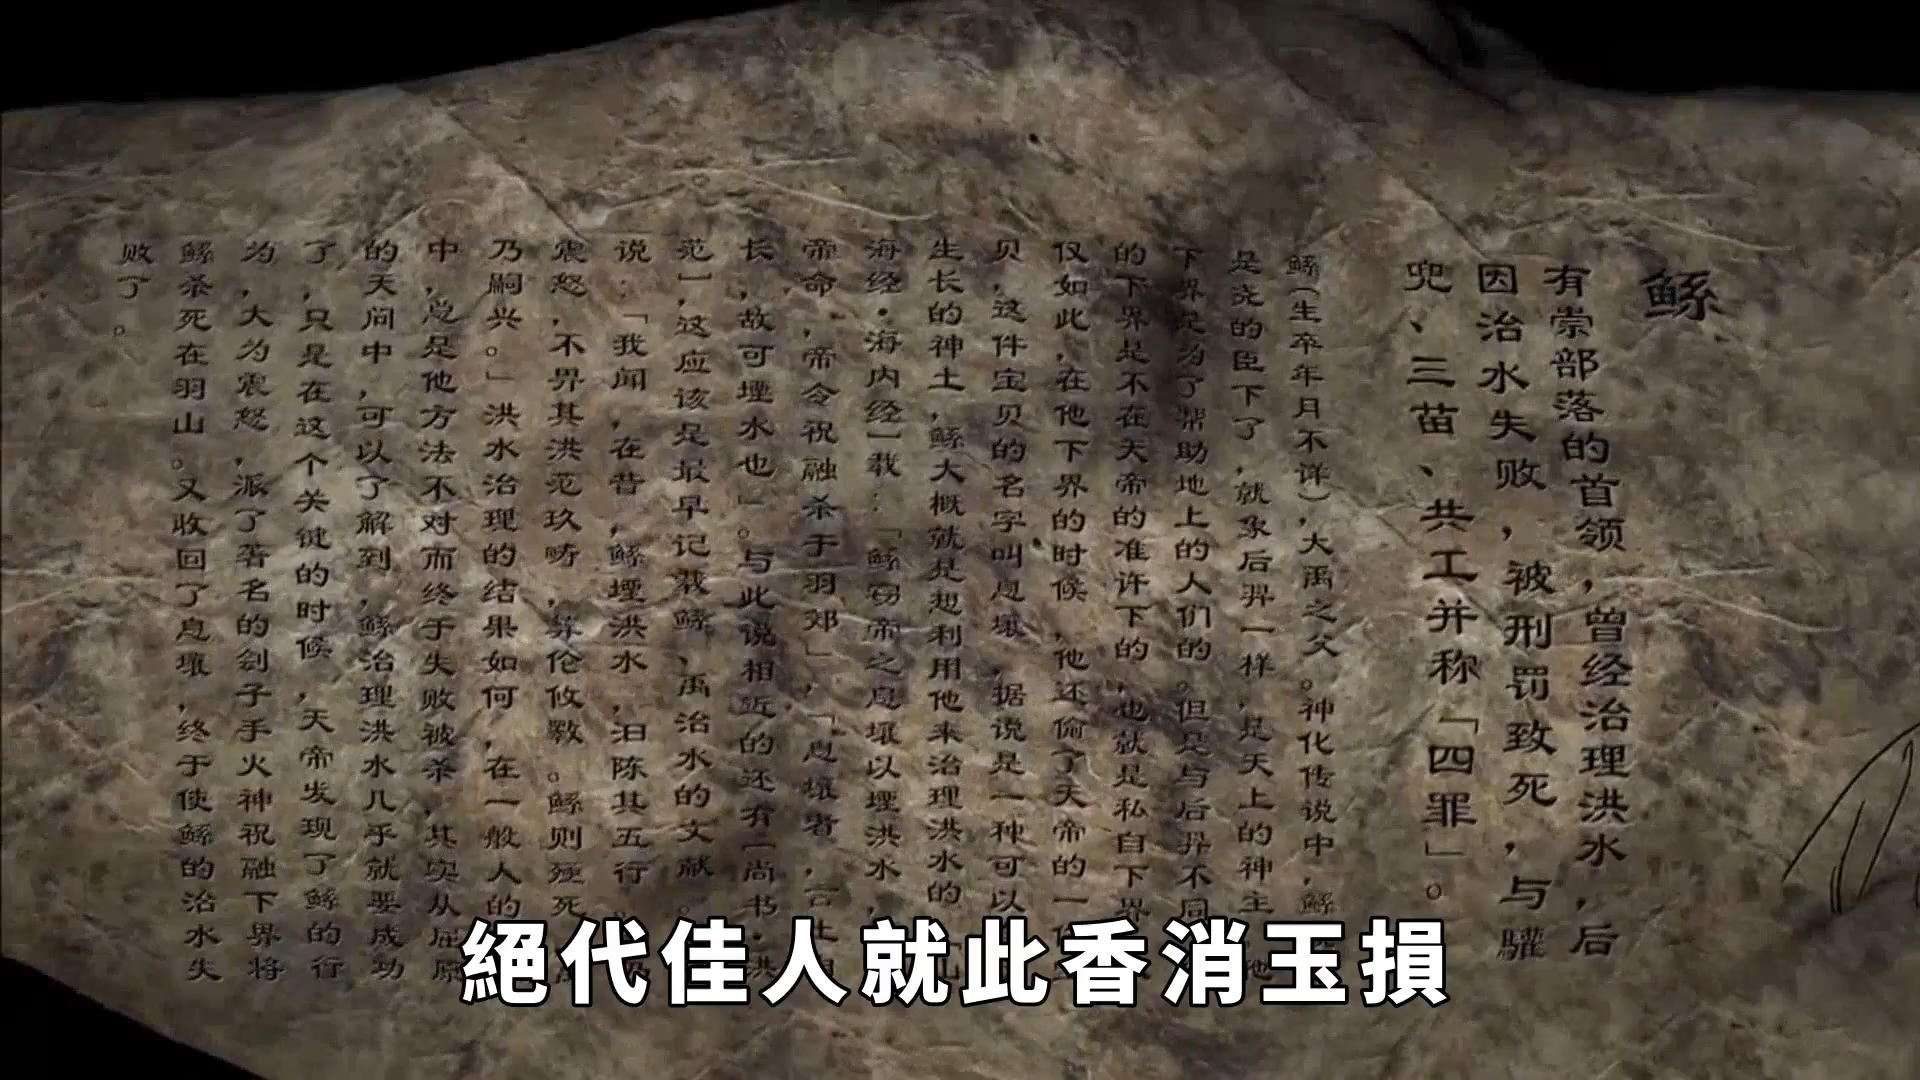 鲧
有崇部落的首领，曾经治理洪水，后
因治水失败，被刑罚致死，与驩
兜、三苗、共工并称「四罪」。
鲧（生卒年月不详），大禹之父。神化传说中，鲧
是尧的臣下了，就象后羿一样，是天上的神主，他
下界是为了帮助地上的人们的。但是与后羿不同
的下界是不在天帝的准许下的，也就是私自下界
仅如此，在他下界的时候，他还偷了天帝的一
贝，这件宝贝的名字叫息壤，据说是一种可以
生长的神土，鲧大概就是想利用他来治理洪水的
海经·海内经」载：「鲧窃帝之息壤以堙洪水，
帝命，帝令祝融杀于羽郊」，「息壤者，言
长，故可堙水也」。与此说相近的还有「尚书·洪
范」，这应该是最早记载鲧、禹治水的文献。
说：「我闻，在昔，鲧堙洪水，汩陈其五行
震怒，不畀其洪范玖畴，彝伦攸斁。鲧则殛死
乃嗣兴。」洪水治理的结果如何，在一般人的
中，总是他方法不对而终于失败被杀，其实从屈原
的天问中，可以了解到，鲧治理洪水几乎就要成功
了，只是在这个关键的时候，天帝发现了鲧的行
为，大为震怒，派了著名的刽子手火神祝融下界将
鲧杀死在羽山。又收回了息壤，终于使鲧的治水失
败了。
絕代佳人就此香消玉損